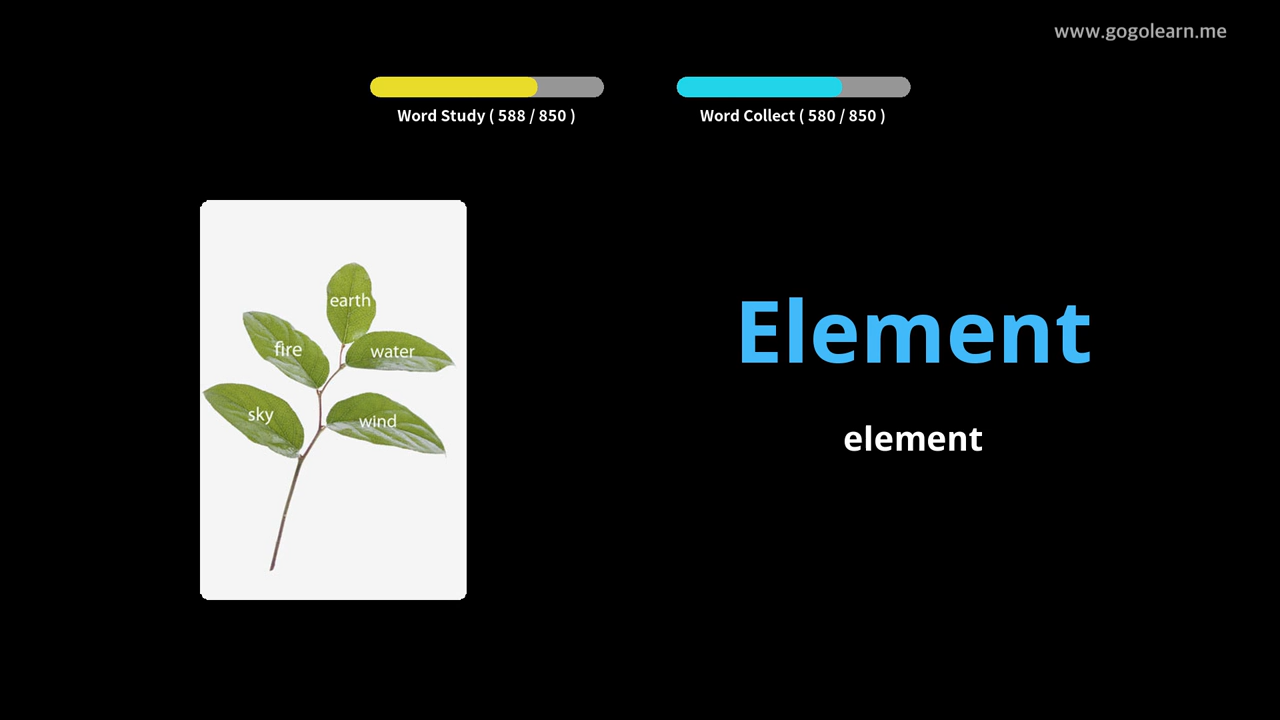 www.gogolearn.me
Word Study ( 588 / 850 )
Word Collect ( 580 / 850 )
earth
fire
water
sky
wind
Element
element